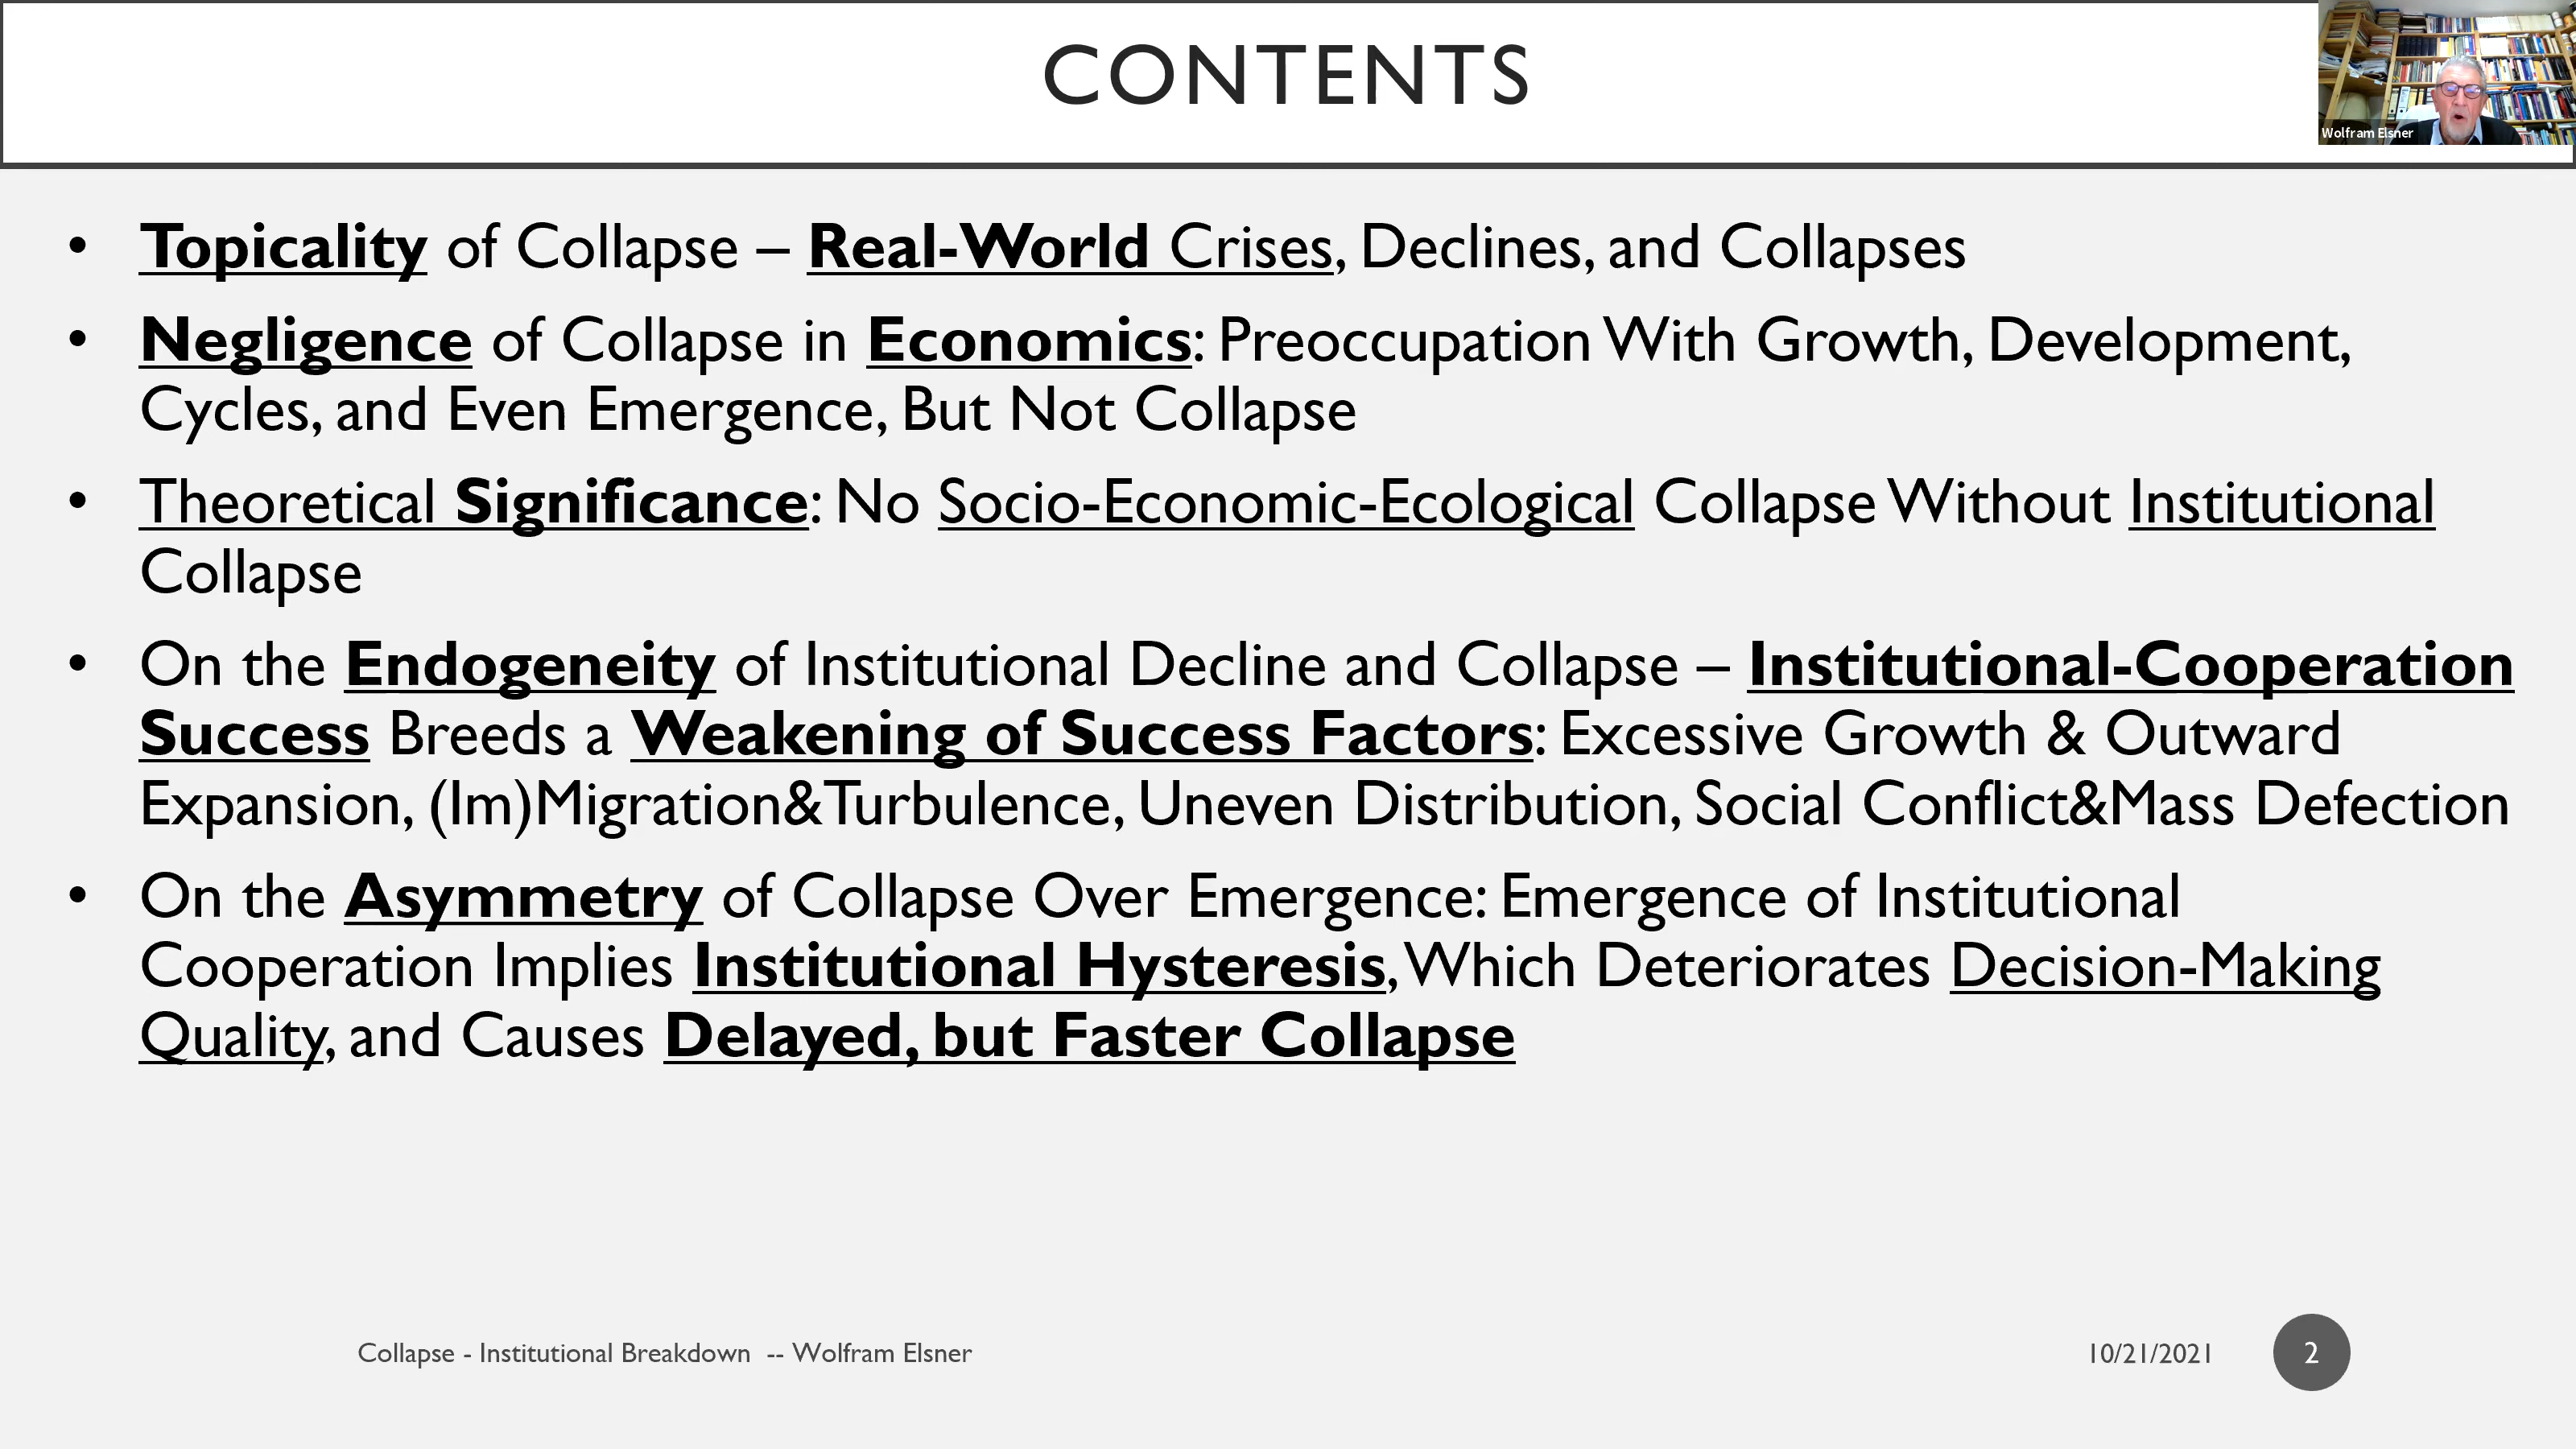 CONTENTS
Wolfram Elsner
• Topicality of Collapse – Real-World Crises, Declines, and Collapses
• Negligence of Collapse in Economics: Preoccupation With Growth, Development,
Cycles, and Even Emergence, But Not Collapse
• Theoretical Significance: No Socio-Economic-Ecological Collapse Without Institutional
Collapse
• On the Endogeneity of Institutional Decline and Collapse – Institutional-Cooperation
Success Breeds a Weakening of Success Factors: Excessive Growth & Outward
Expansion, (Im)Migration&Turbulence, Uneven Distribution, Social Conflict&Mass Defection
• On the Asymmetry of Collapse Over Emergence: Emergence of Institutional
Cooperation Implies Institutional Hysteresis, Which Deteriorates Decision-Making
Quality, and Causes Delayed, but Faster Collapse
Collapse - Institutional Breakdown -- Wolfram Elsner
10/21/2021
2